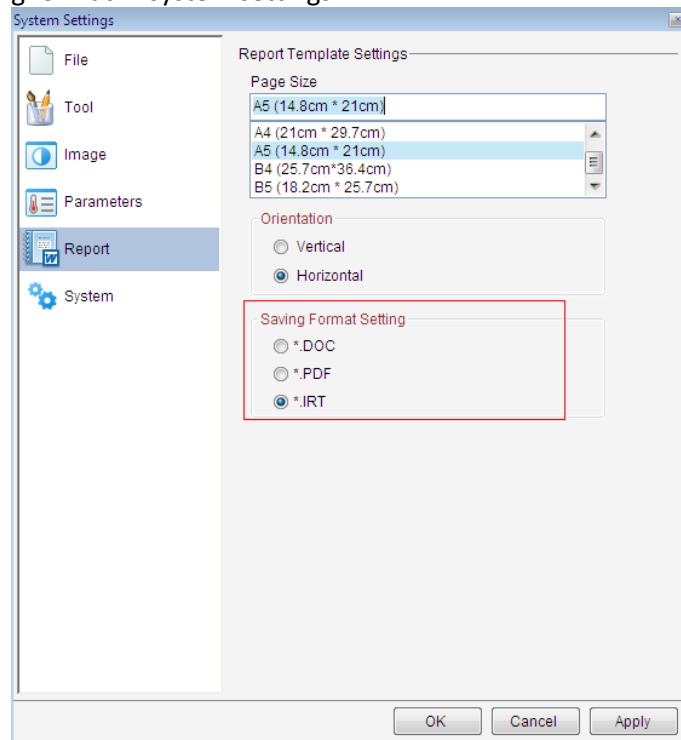 System Settings
File
Tool
Image
Parameters
Report
System
Report Template Settings
Page Size
A5 (14.8cm * 21cm)
A4 (21cm * 29.7cm)
A5 (14.8cm * 21cm)
B4 (25.7cm*36.4cm)
B5 (18.2cm * 25.7cm)
Orientation
Vertical
Horizontal
Saving Format Setting
*.DOC
*.PDF
*.IRT
OK
Cancel
Apply